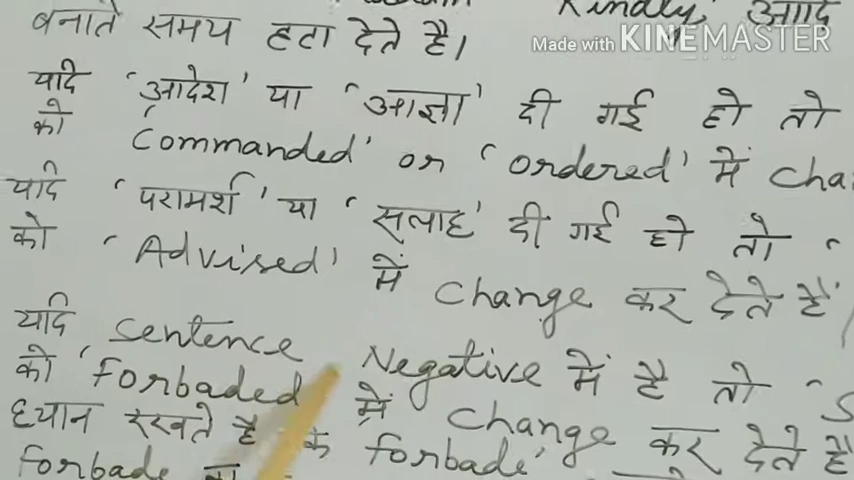 Kindly, आदि
Made with KINEMASTER
बनाते समय हटा देते है।
यदि 'आदेश' या 'आज्ञा' दी गई हो तो
को 'Commanded' or 'ordered' में Cha
यदि 'परामर्श' या 'सलाह' दी गई हो तो '
को 'Advised' में Change कर देते है
यदि Sentence Negative में है तो 'S
को 'Forbaded में Change कर देते है
ध्यान रखते है कि forbade'
forbade का